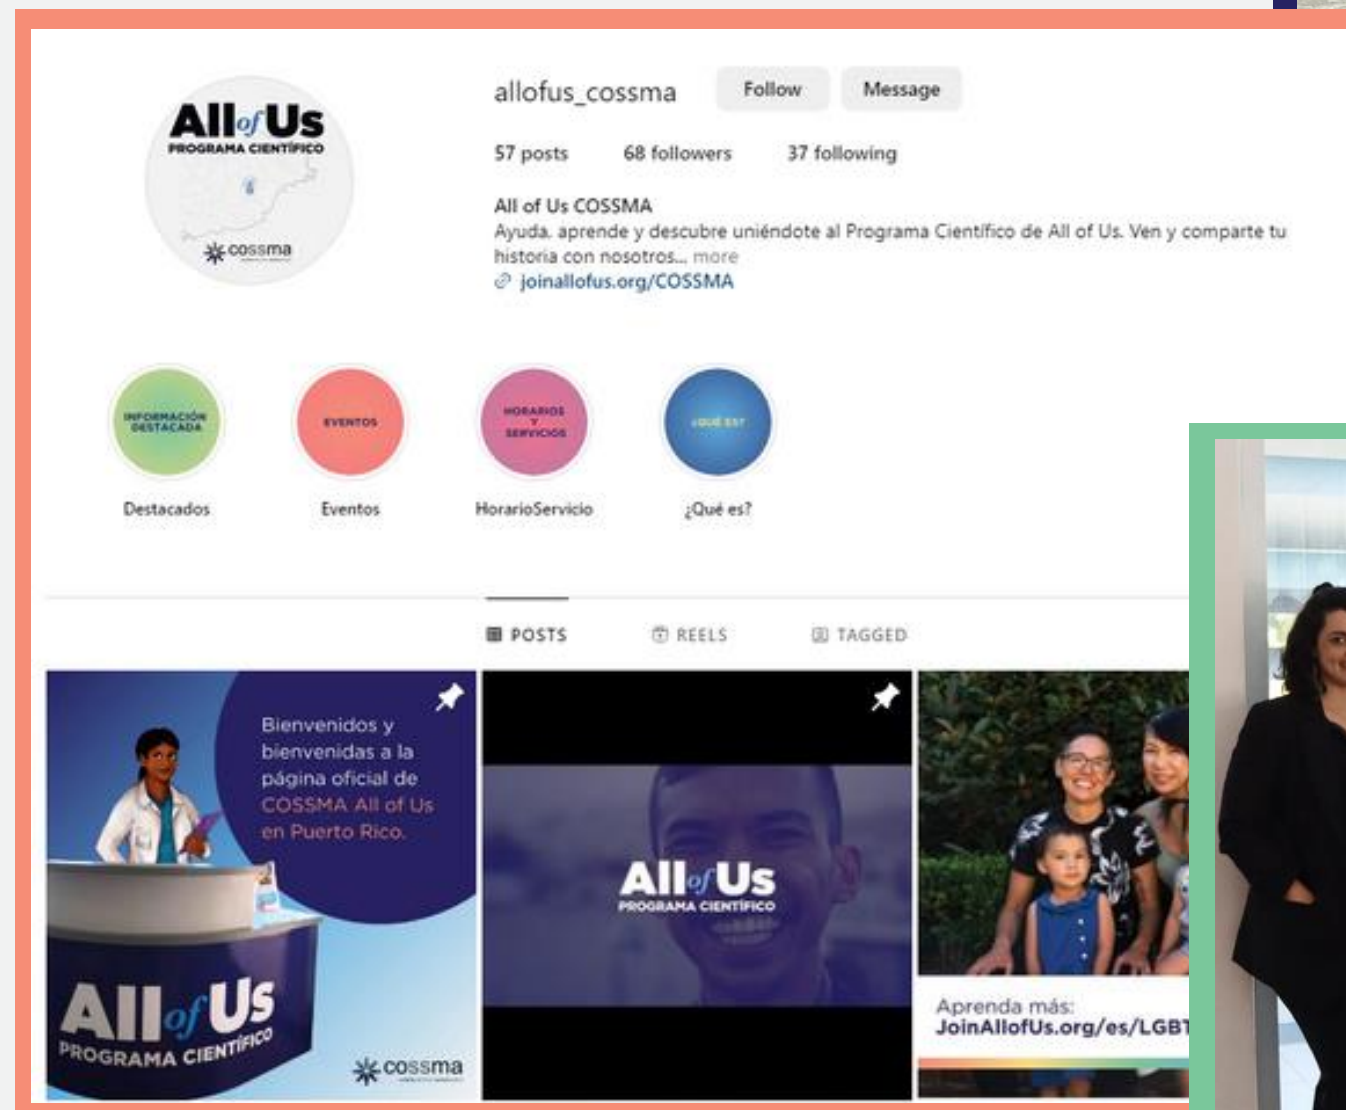 All of Us
PROGRAMA CIENTÍFICO
cossma
allofus_cossma
Follow
Message
57 posts
68 followers
37 following
All of Us COSSMA
Ayuda. aprende y descubre uniéndote al Programa Científico de All of Us. Ven y comparte tu
historia con nosotros... more
joinallofus.org/COSSMA
INFORMACIÓN
DESTACADA
EVENTOS
HORARIOS
Y
SERVICIOS
¿QUÉ ES?
Destacados
Eventos
HorarioServicio
¿Qué es?
POSTS
REELS
TAGGED
Bienvenidos y
bienvenidas a la
página oficial de
COSSMA All of Us
en Puerto Rico.
All of Us
PROGRAMA CIENTÍFICO
cossma
All of Us
PROGRAMA CIENTÍFICO
Aprenda más:
JoinAllofUs.org/es/LGBT